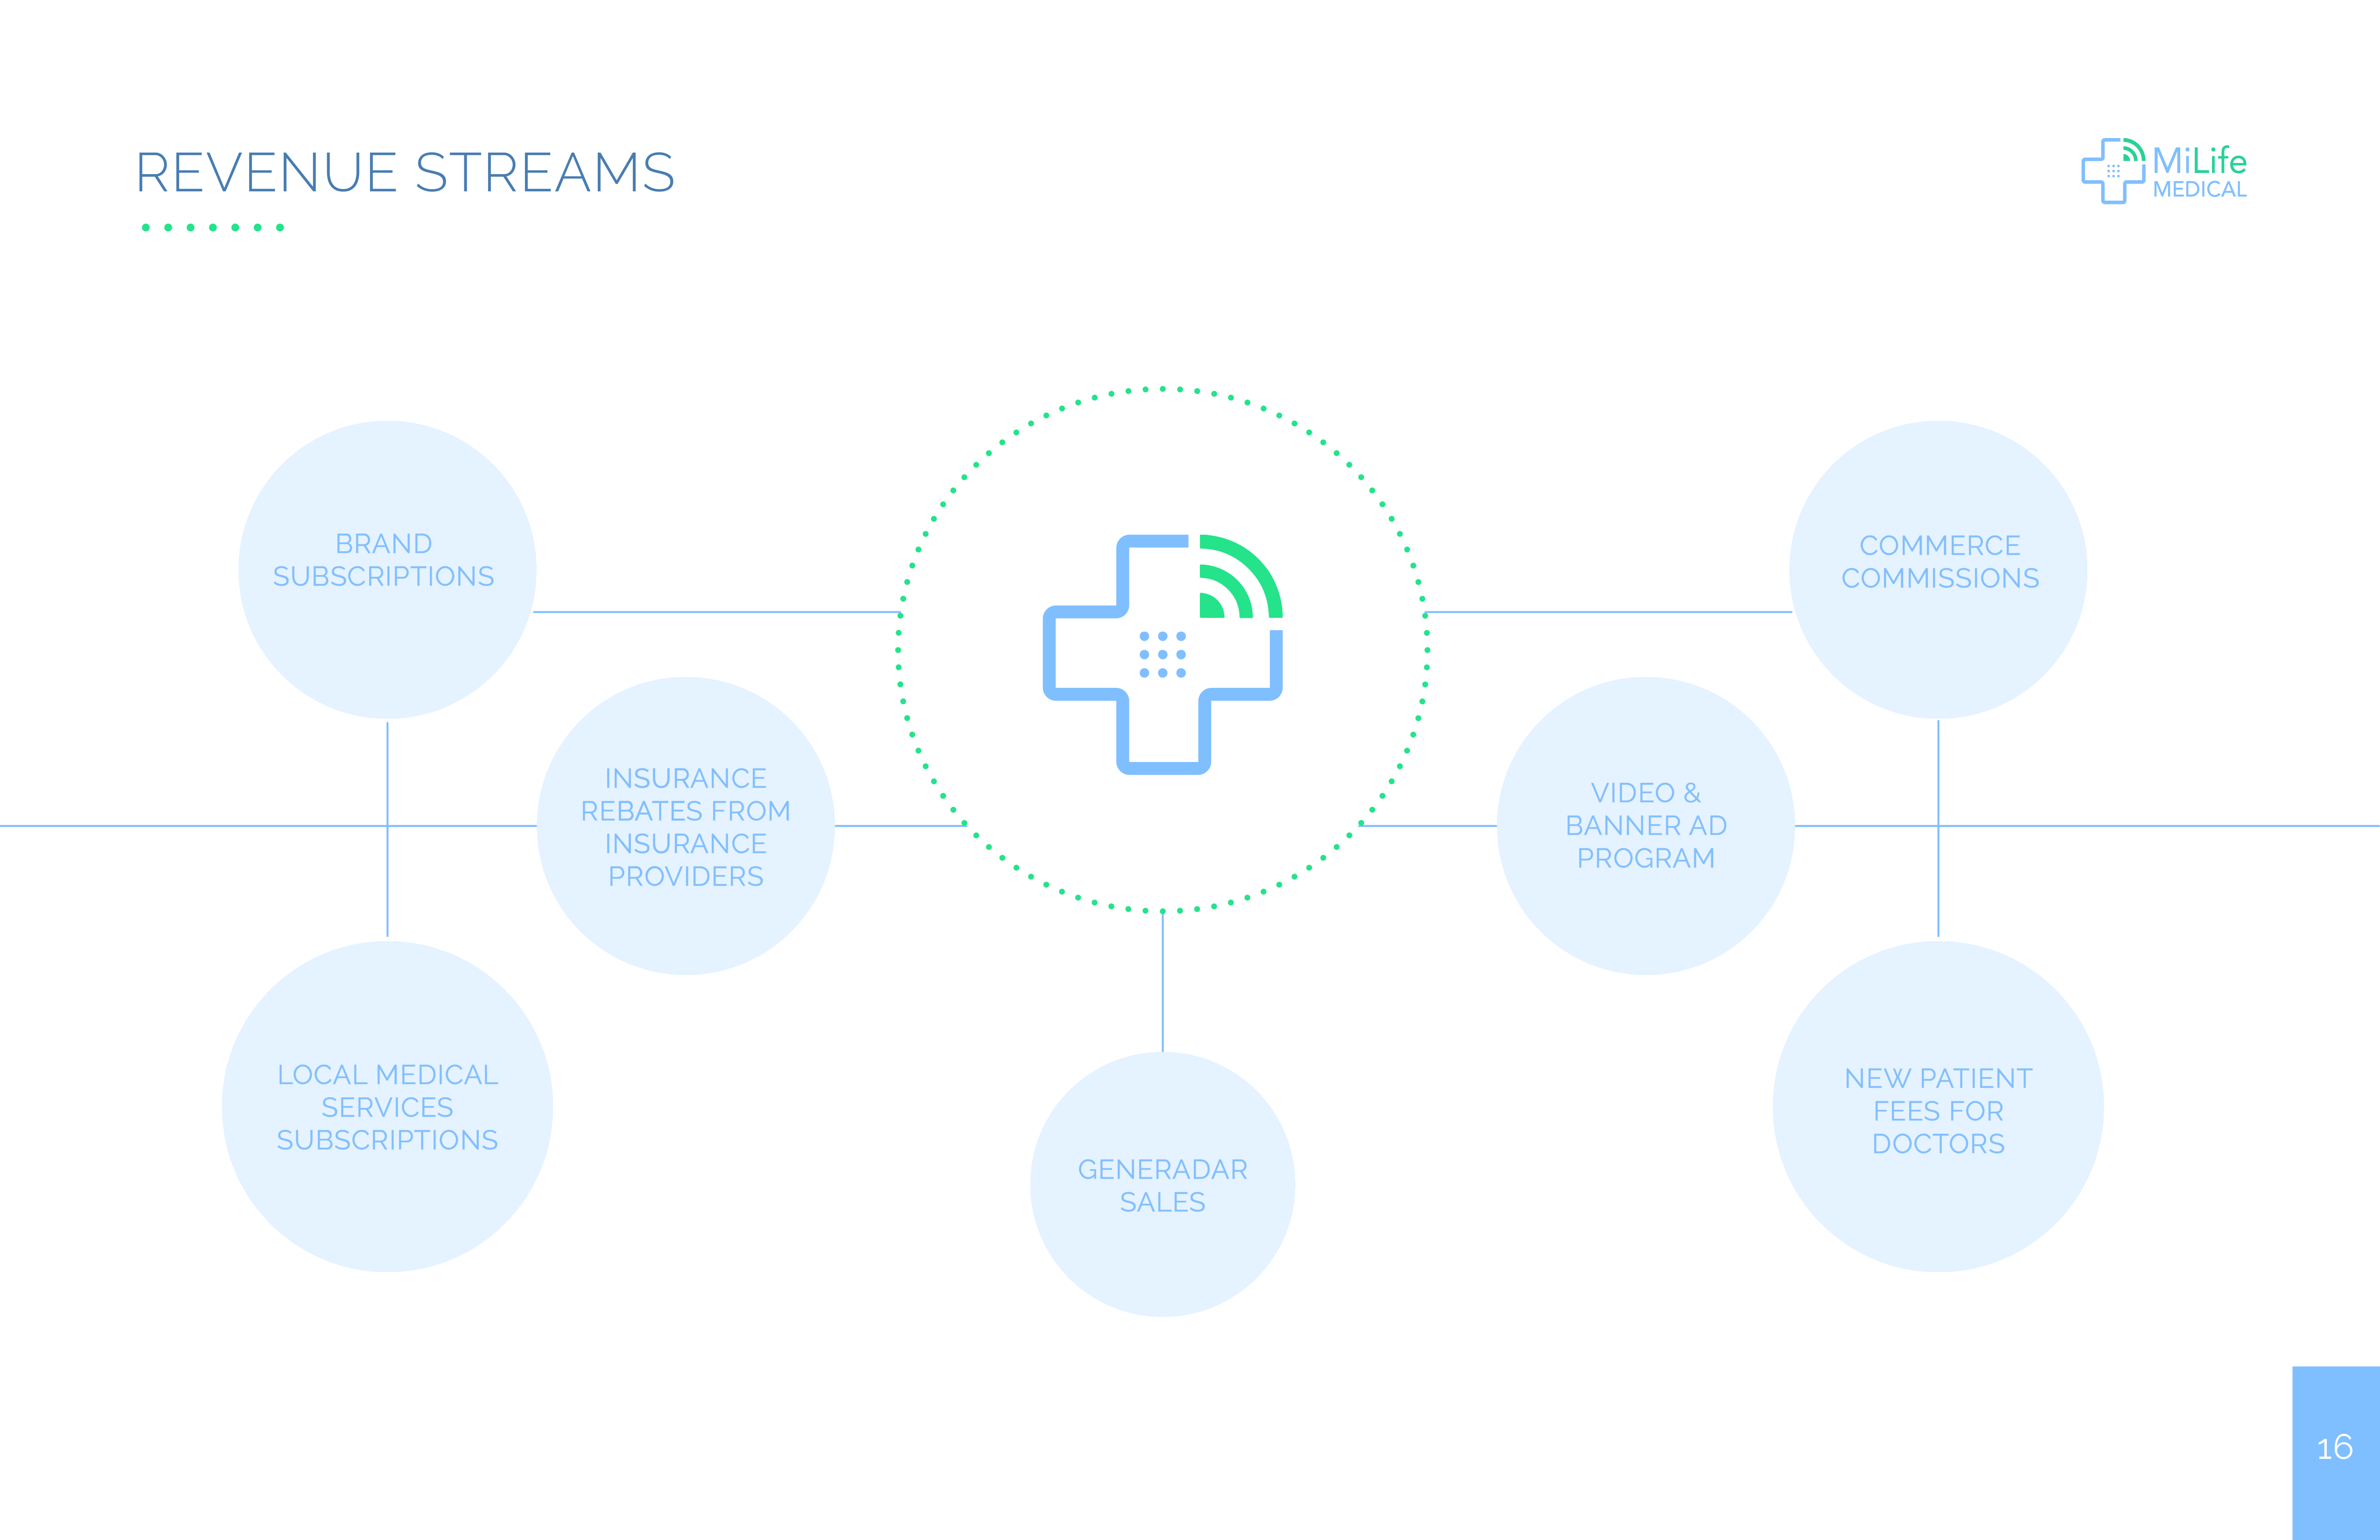 REVENUE STREAMS
MiLife
MEDICAL
BRAND
SUBSCRIPTIONS
COMMERCE
COMMISSIONS
INSURANCE
REBATES FROM
INSURANCE
PROVIDERS
VIDEO &
BANNER AD
PROGRAM
LOCAL MEDICAL
SERVICES
SUBSCRIPTIONS
GENERADAR
SALES
NEW PATIENT
FEES FOR
DOCTORS
16